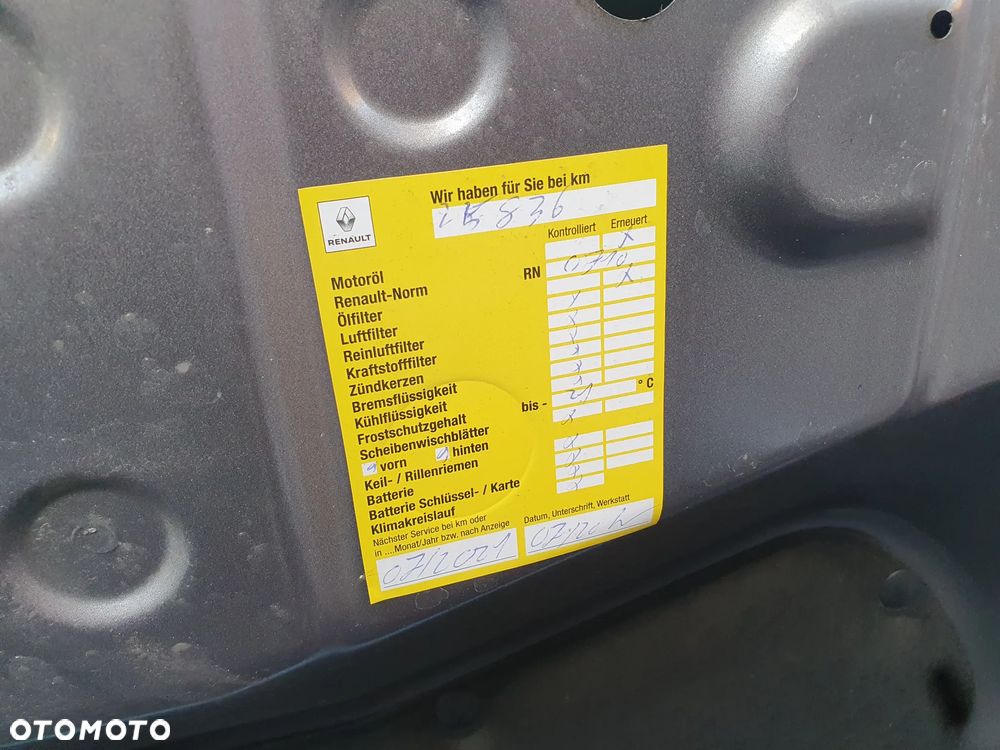 Wir haben für Sie bei km
RENAULT
Kontrolliert Erneuert
Motoröl X
Renault-Norm RN 0710
Ölfilter X
Luftfilter X
Reinluftfilter X
Kraftstofffilter X
Zündkerzen X
Bremsflüssigkeit X
Kühlflüssigkeit X
Frostschutzgehalt bis - 21 ° C
Scheibenwischblätter X
vorn hinten
Keil- / Rillenriemen X
Batterie X
Batterie Schlüssel- / Karte X
Klimakreislauf X
Nächster Service bei km oder
in ... Monat/Jahr bzw. nach Anzeige
07/2021
Datum, Unterschrift, Werkstatt
OTOMOTO